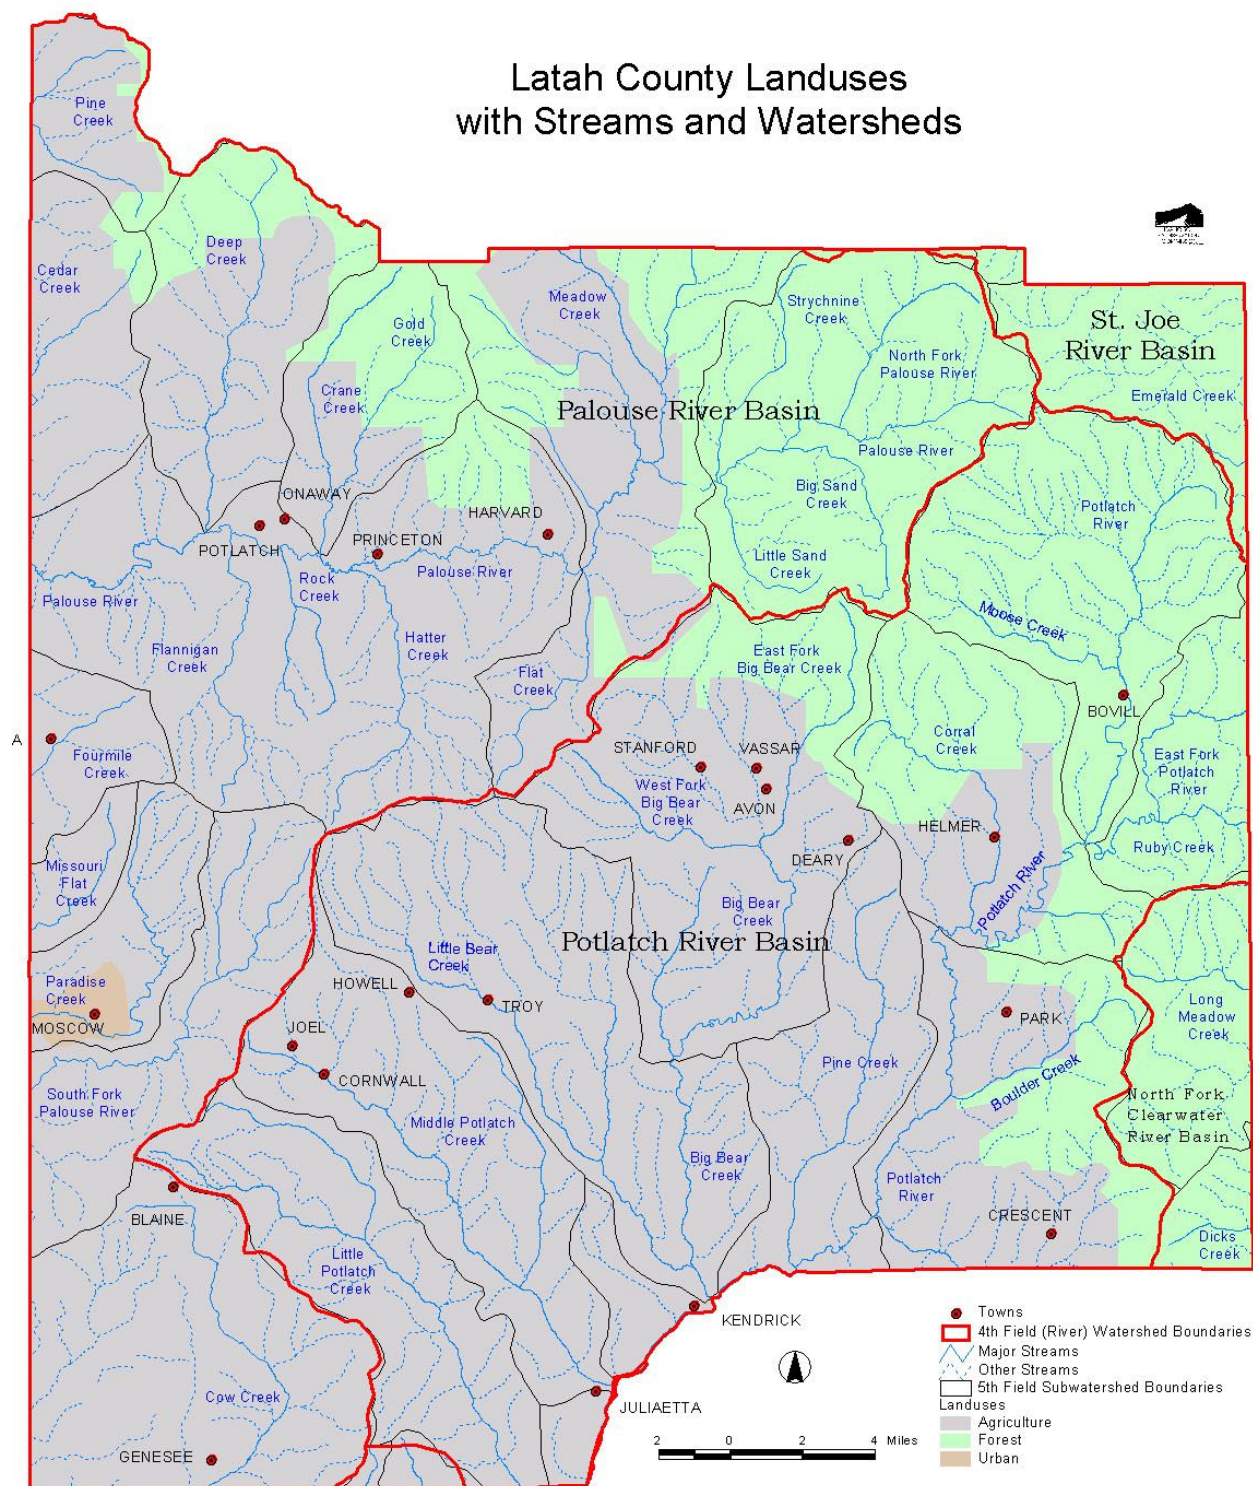 Latah County Landuses
with Streams and Watersheds
Pine
Creek
Deep
Creek
Cedar
Creek
Meadow
Creek
Strychnine
Creek
St. Joe
River Basin
Gold
Creek
North Fork
Palouse River
Crane
Creek
Emerald Creek
Palouse River Basin
Palouse River
Big Sand
Creek
Potlatch
River
ONAWAY
HARVARD
POTLATCH
PRINCETON
Little Sand
Creek
Rock
Creek
Palouse River
Palouse River
Moose Creek
Flannigan
Creek
Hatter
Creek
East Fork
Big Bear Creek
Flat
Creek
BOVILL
A
Fourmile
Creek
STANFORD
VASSAR
Corral
Creek
East Fork
Potlatch
River
West Fork
Big Bear
Creek
AVON
HELMER
DEARY
Ruby Creek
Missouri
Flat
Creek
Potlatch River
Big Bear
Creek
Potlatch River Basin
Little Bear
Creek
Paradise
Creek
HOWELL
TROY
Long
Meadow
Creek
MOSCOW
JOEL
PARK
CORNWALL
Pine Creek
Boulder Creek
South Fork
Palouse River
North Fork
Clearwater
River Basin
Middle Potlatch
Creek
Big Bear
Creek
Potlatch
River
BLAINE
CRESCENT
Little
Potlatch
Creek
Dicks
Creek
KENDRICK
Cow Creek
JULIAETTA
GENESEE
Towns
4th Field (River) Watershed Boundaries
Major Streams
Other Streams
5th Field Subwatershed Boundaries
Landuses
Agriculture
Forest
Urban
2 0 2 4 Miles